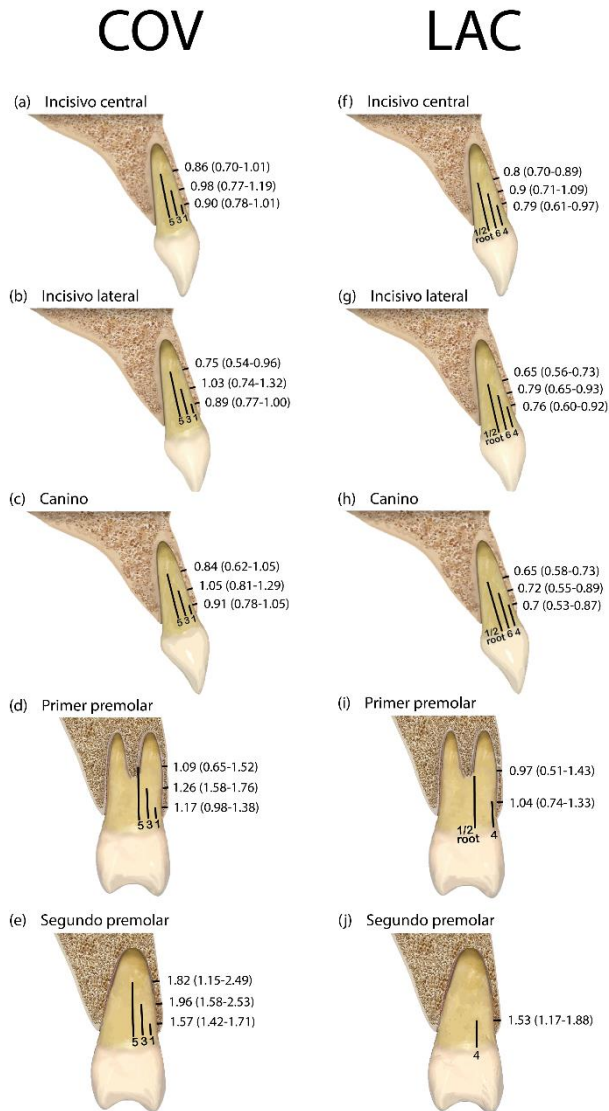 COV
LAC
(a) Incisivo central
0.86 (0.70-1.01)
0.98 (0.77-1.19)
0.90 (0.78-1.01)
5 3 1
(f) Incisivo central
0.8 (0.70-0.89)
0.9 (0.71-1.09)
0.79 (0.61-0.97)
1/2 6 4
root
(b) Incisivo lateral
0.75 (0.54-0.96)
1.03 (0.74-1.32)
0.89 (0.77-1.00)
5 3 1
(g) Incisivo lateral
0.65 (0.56-0.73)
0.79 (0.65-0.93)
0.76 (0.60-0.92)
1/2 6 4
root
(c) Canino
0.84 (0.62-1.05)
1.05 (0.81-1.29)
0.91 (0.78-1.05)
5 3 1
(h) Canino
0.65 (0.58-0.73)
0.72 (0.55-0.89)
0.7 (0.53-0.87)
1/2 6 4
root
(d) Primer premolar
1.09 (0.65-1.52)
1.26 (1.58-1.76)
1.17 (0.98-1.38)
5 3 1
(i) Primer premolar
0.97 (0.51-1.43)
1.04 (0.74-1.33)
1/2 4
root
(e) Segundo premolar
1.82 (1.15-2.49)
1.96 (1.58-2.53)
1.57 (1.42-1.71)
5 3 1
(j) Segundo premolar
1.53 (1.17-1.88)
4